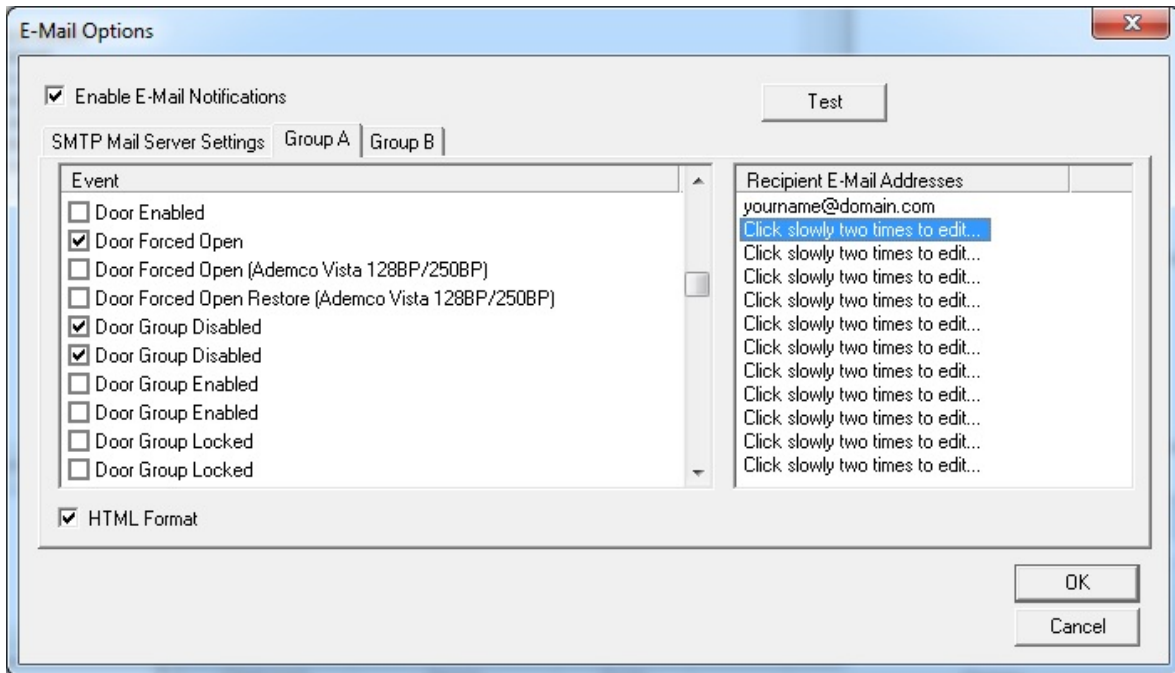 E-Mail Options
Enable E-Mail Notifications
Test
SMTP Mail Server Settings Group A Group B
Event
Door Enabled
Door Forced Open
Door Forced Open (Ademco Vista 128BP/250BP)
Door Forced Open Restore (Ademco Vista 128BP/250BP)
Door Group Disabled
Door Group Disabled
Door Group Enabled
Door Group Enabled
Door Group Locked
Door Group Locked
Recipient E-Mail Addresses
yourname@domain.com
Click slowly two times to edit...
Click slowly two times to edit...
Click slowly two times to edit...
Click slowly two times to edit...
Click slowly two times to edit...
Click slowly two times to edit...
Click slowly two times to edit...
Click slowly two times to edit...
Click slowly two times to edit...
Click slowly two times to edit...
Click slowly two times to edit...
HTML Format
OK
Cancel